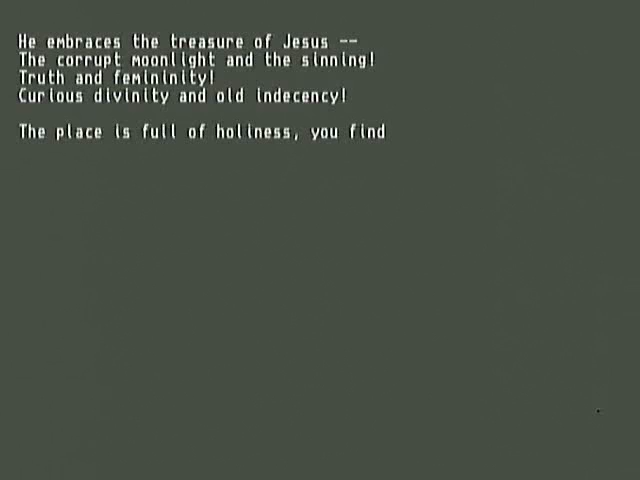 He embraces the treasure of Jesus --
The corrupt moonlight and the sinning!
Truth and femininity!
Curious divinity and old indecency!
The place is full of holiness, you find